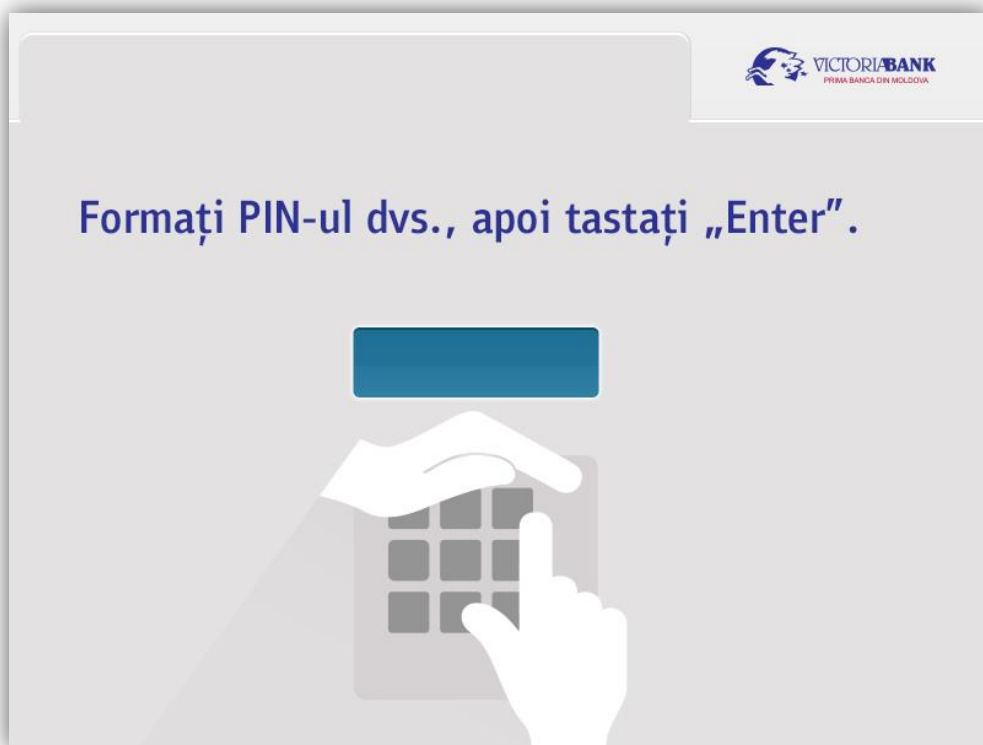 VICTORIABANK
PRIMA BANCA DIN MOLDOVA
Formați PIN-ul dvs., apoi tastați „Enter”.